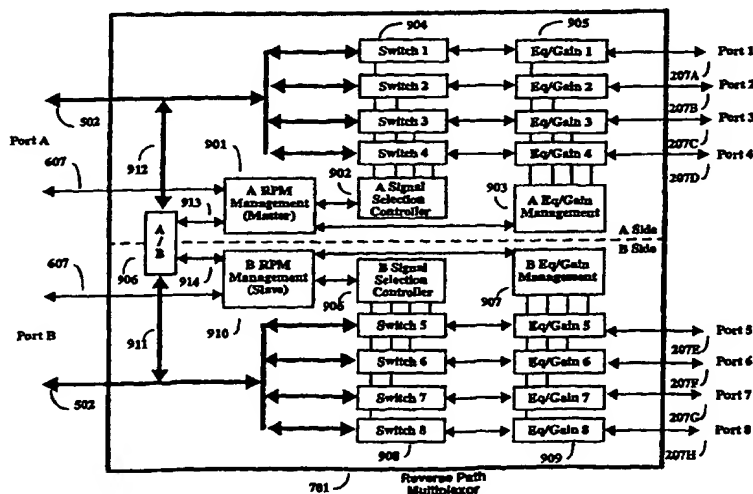 904
905
Switch 1
Eq/Gain 1
Port 1
207A
Switch 2
Eq/Gain 2
Port 2
207B
502
Port A
912
901
Switch 3
Eq/Gain 3
Port 3
207C
902
Switch 4
Eq/Gain 4
Port 4
207D
607
913
A RPM
Management
(Master)
A Signal
Selection
Controller
903
A Eq/Gain
Management
A Side
A/B
B Side
607
906
914
B RPM
Management
(Slave)
B Signal
Selection
Controller
906
B Eq/Gain
Management
907
Port B
911
910
Switch 5
Eq/Gain 5
Port 5
207E
Switch 6
Eq/Gain 6
Port 6
207F
502
Switch 7
Eq/Gain 7
Port 7
207G
Switch 8
Eq/Gain 8
Port 8
207H
908
909
781
Reverse Path
Multiplexor